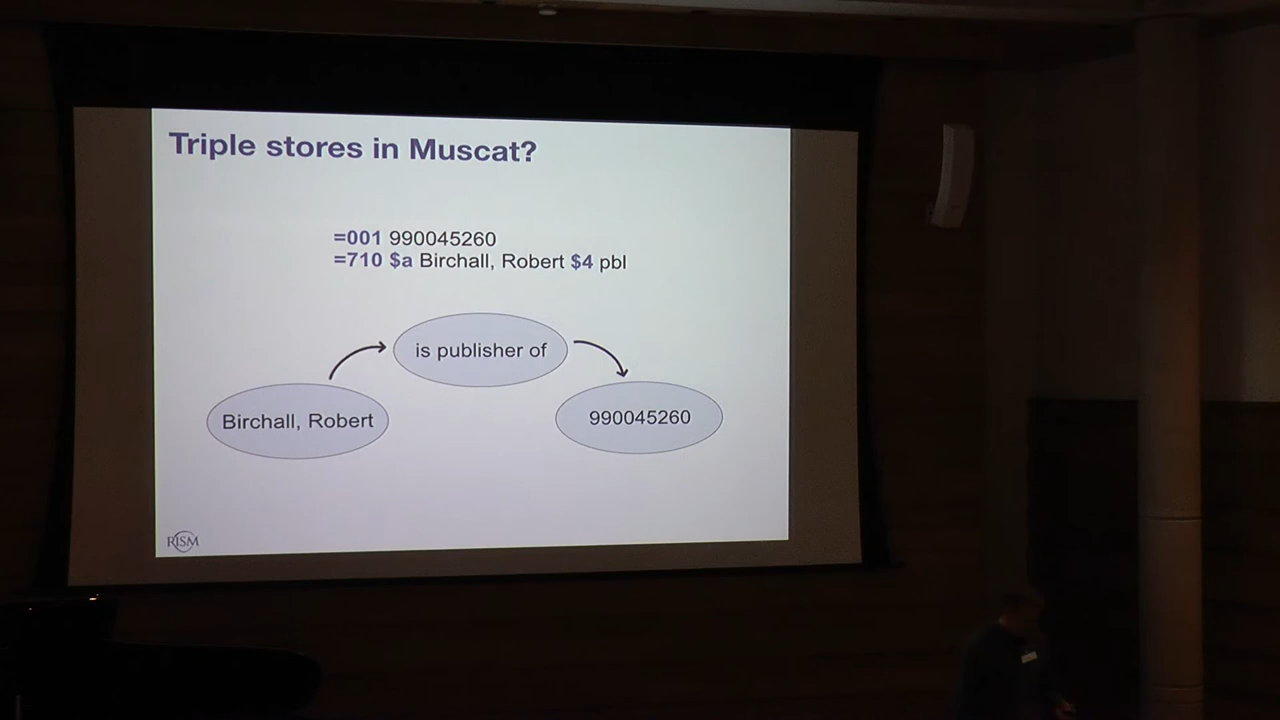 Triple stores in Muscat?
=001 990045260
=710 $a Birchall, Robert $4 pbl
is publisher of
Birchall, Robert
990045260
RISM